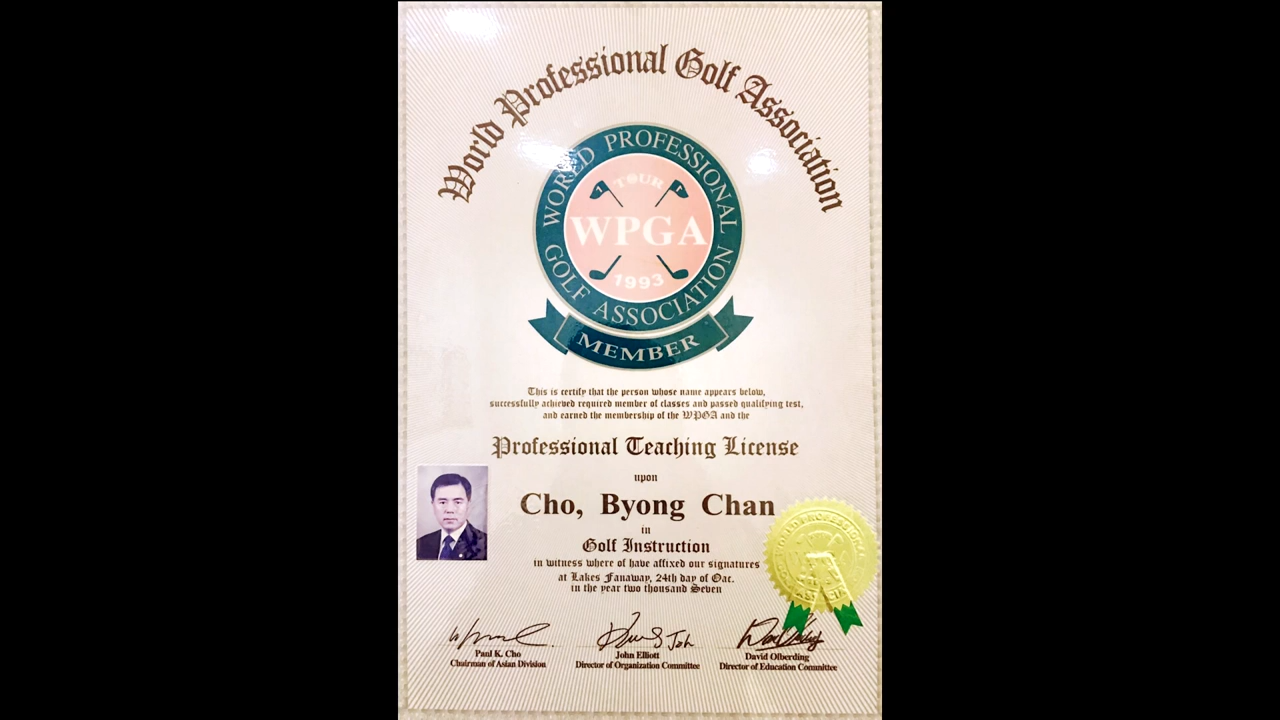 World Professional Golf Association
WORLD PROFESSIONAL
TOUR
WPGA
1993
GOLF ASSOCIATION
MEMBER
This is certify that the person whose name appears below,
successfully achieved required member of classes and passed qualifying test,
and earned the membership of the WPGA and the
Professional Teaching License
upon
Cho, Byong Chan
in
Golf Instruction
in witness where of have affixed our signatures
at Lakes Fanaway, 24th day of Oac.
in the year two thousand Seven
Paul K. Cho
Chairman of Asian Division
John Elliott
Director of Organization Committee
David Olberding
Director of Education Committee